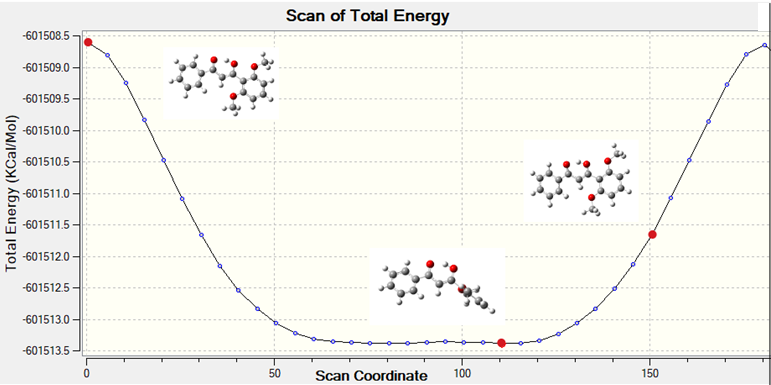 Scan of Total Energy
Total Energy (KCal/Mol)
-601508.5
-601509.0
-601509.5
-601510.0
-601510.5
-601511.0
-601511.5
-601512.0
-601512.5
-601513.0
-601513.5
0 50 100 150
Scan Coordinate